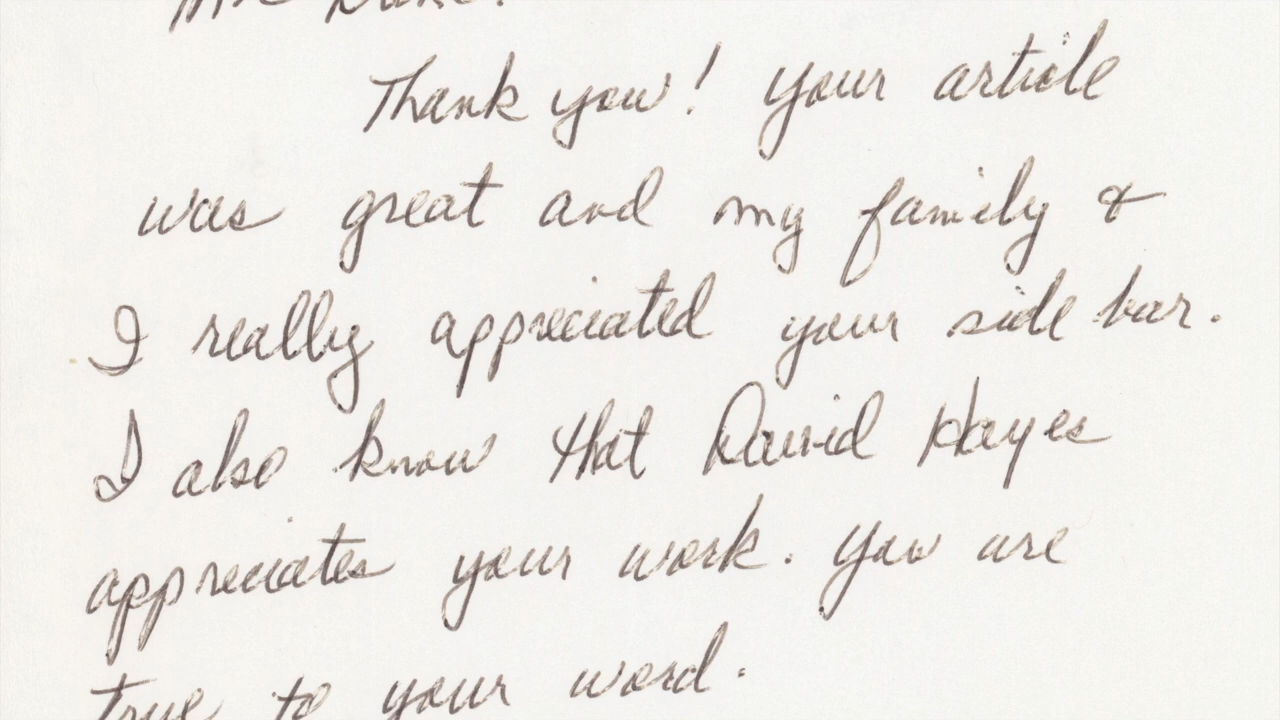 Thank you! Your article
was great and my family &
I really appreciated your side bar.
I also know that David Hayes
appreciates your work. You are
true to your word.